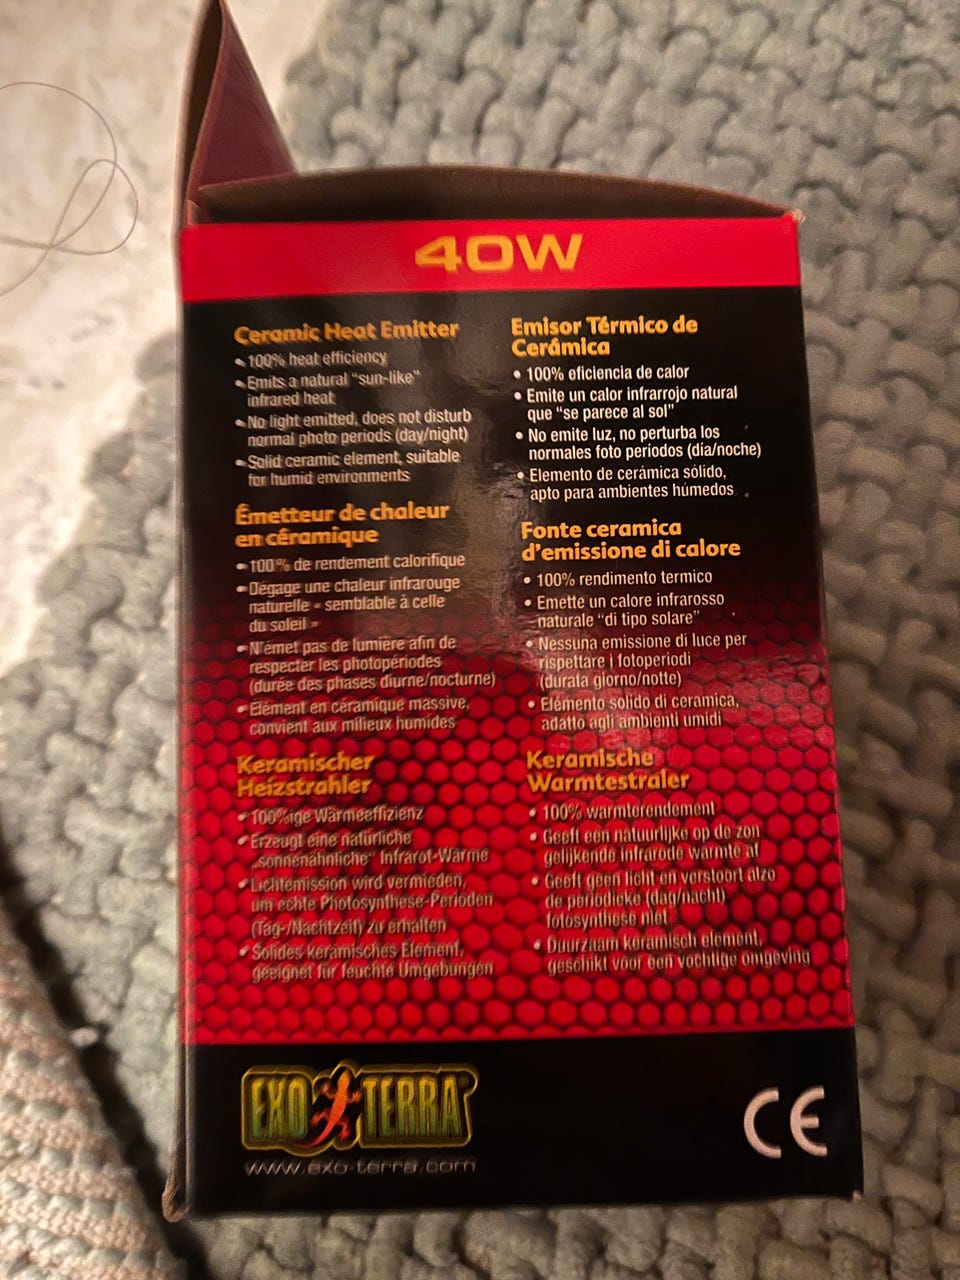 40W
Ceramic Heat Emitter
• 100% heat efficiency
• Emits a natural “sun-like”
infrared heat
• No light emitted, does not disturb
normal photo periods (day/night)
• Solid ceramic element, suitable
for humid environments
Émetteur de chaleur
en céramique
• 100% de rendement calorifique
• Dégage une chaleur infrarouge
naturelle « semblable à celle
du soleil »
• N'émet pas de lumière afin de
respecter les photopériodes
(durée des phases diurne/nocturne)
• Élément en céramique massive,
convient aux milieux humides
Keramischer
Heizstrahler
• 100%ige Wärmeeffizienz
• Erzeugt eine natürliche
„sonnenähnliche“ Infrarot-Wärme
• Lichtemission wird vermieden,
um echte Photosynthese-Perioden
(Tag-/Nachtzeit) zu erhalten
• Solides keramisches Element,
geeignet für feuchte Umgebungen
Emisor Térmico de
Cerámica
• 100% eficiencia de calor
• Emite un calor infrarrojo natural
que “se parece al sol”
• No emite luz, no perturba los
normales foto períodos (día/noche)
• Elemento de cerámica sólido,
apto para ambientes húmedos
Fonte ceramica
d'emissione di calore
• 100% rendimento termico
• Emette un calore infrarosso
naturale “di tipo solare”
• Nessuna emissione di luce per
rispettare i fotoperiodi
(durata giorno/notte)
• Elemento solido di ceramica,
adatto agli ambienti umidi
Keramische
Warmtestraler
• 100% warmterendement
• Geeft een natuurlijke op de zon
gelijkende infrarode warmte af
• Geeft geen licht en verstoort alzo
de periodieke (dag/nacht)
fotosynthese niet
• Duurzaam keramisch element,
geschikt voor een vochtige omgeving
EXO TERRA®
www.exo-terra.com
CE